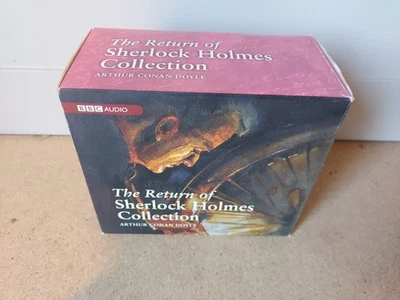 The Return of
Sherlock Holmes
Collection
ARTHUR CONAN DOYLE
BBC AUDIO
The Return of
Sherlock Holmes
Collection
ARTHUR CONAN DOYLE